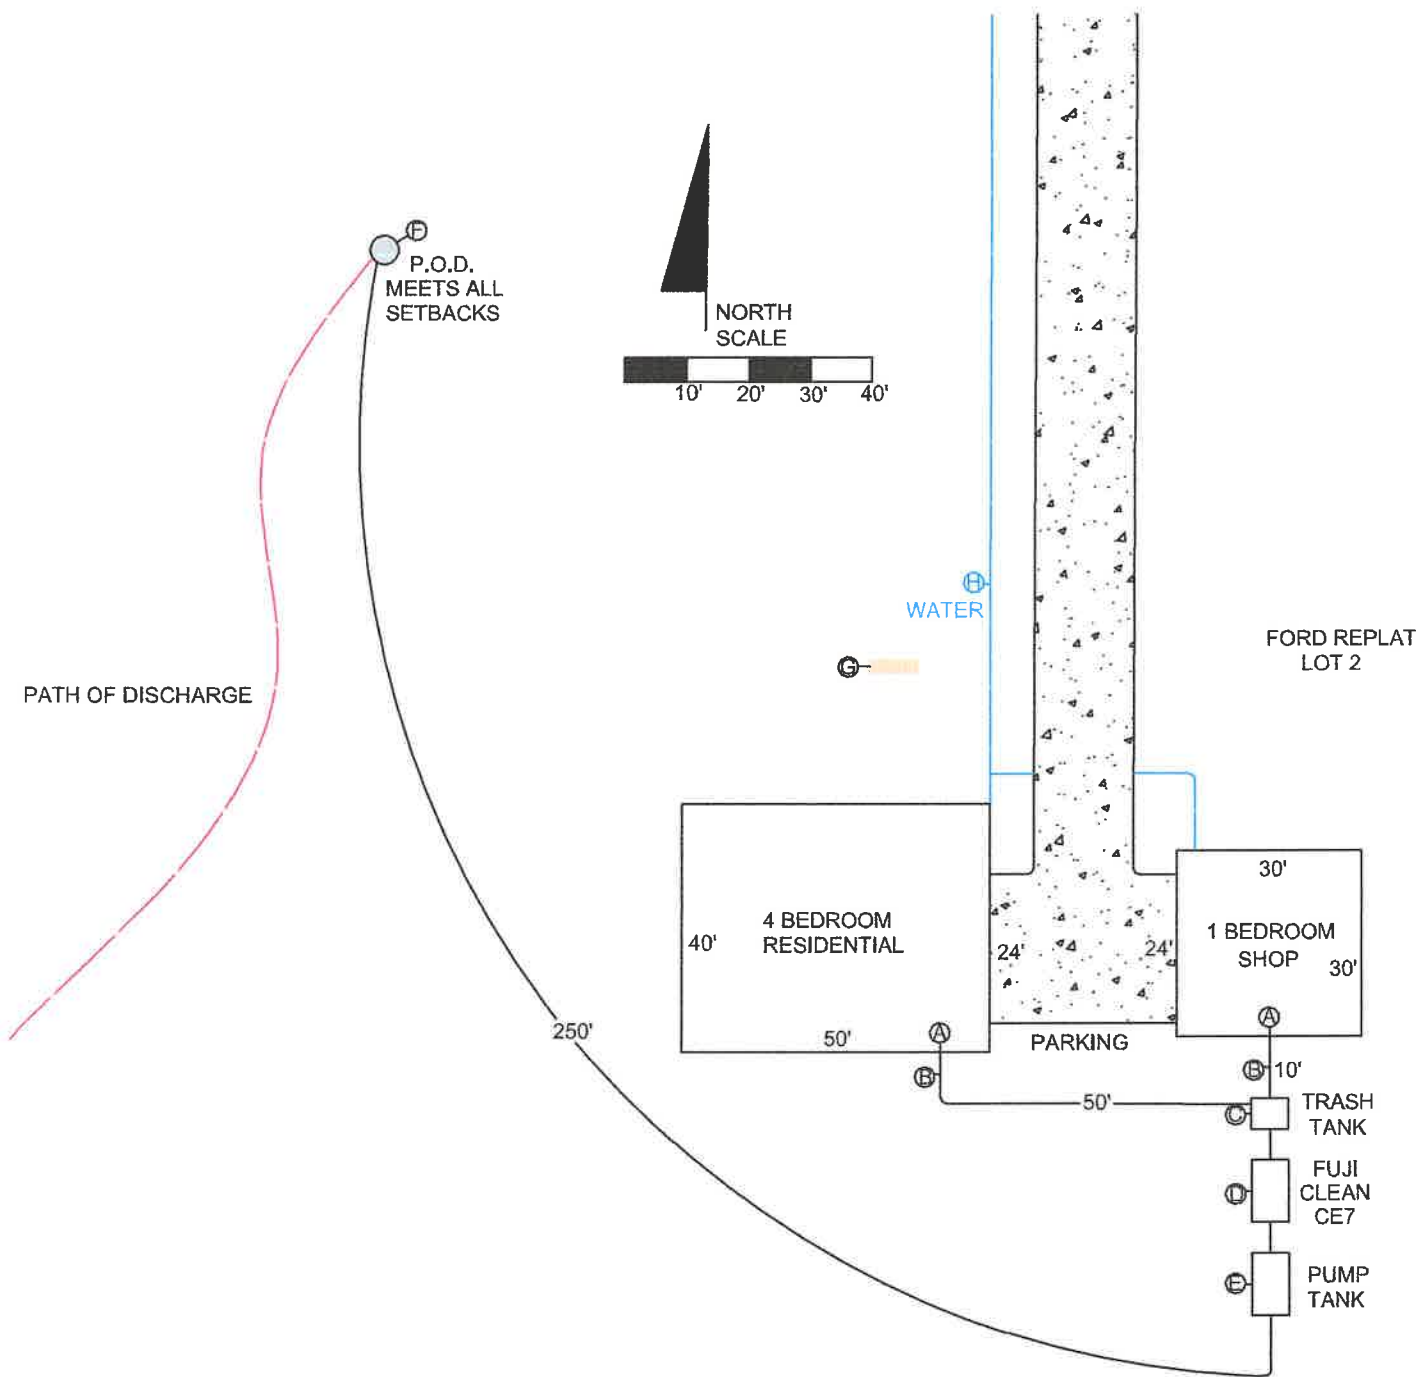 F
P.O.D.
MEETS ALL
SETBACKS
NORTH
SCALE
10' 20' 30' 40'
H
WATER
G
FORD REPLAT
LOT 2
PATH OF DISCHARGE
4 BEDROOM
RESIDENTIAL
40'
50'
A
24'
24'
30'
1 BEDROOM
SHOP
30'
A
PARKING
250'
B
B
10'
50'
C
TRASH
TANK
D
FUJI
CLEAN
CE7
E
PUMP
TANK